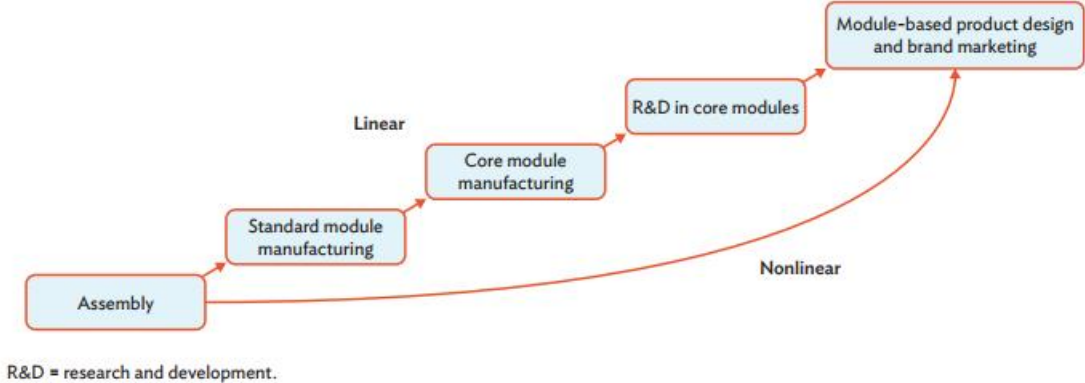 Module-based product design
and brand marketing
R&D in core modules
Linear
Core module
manufacturing
Standard module
manufacturing
Nonlinear
Assembly
R&D = research and development.